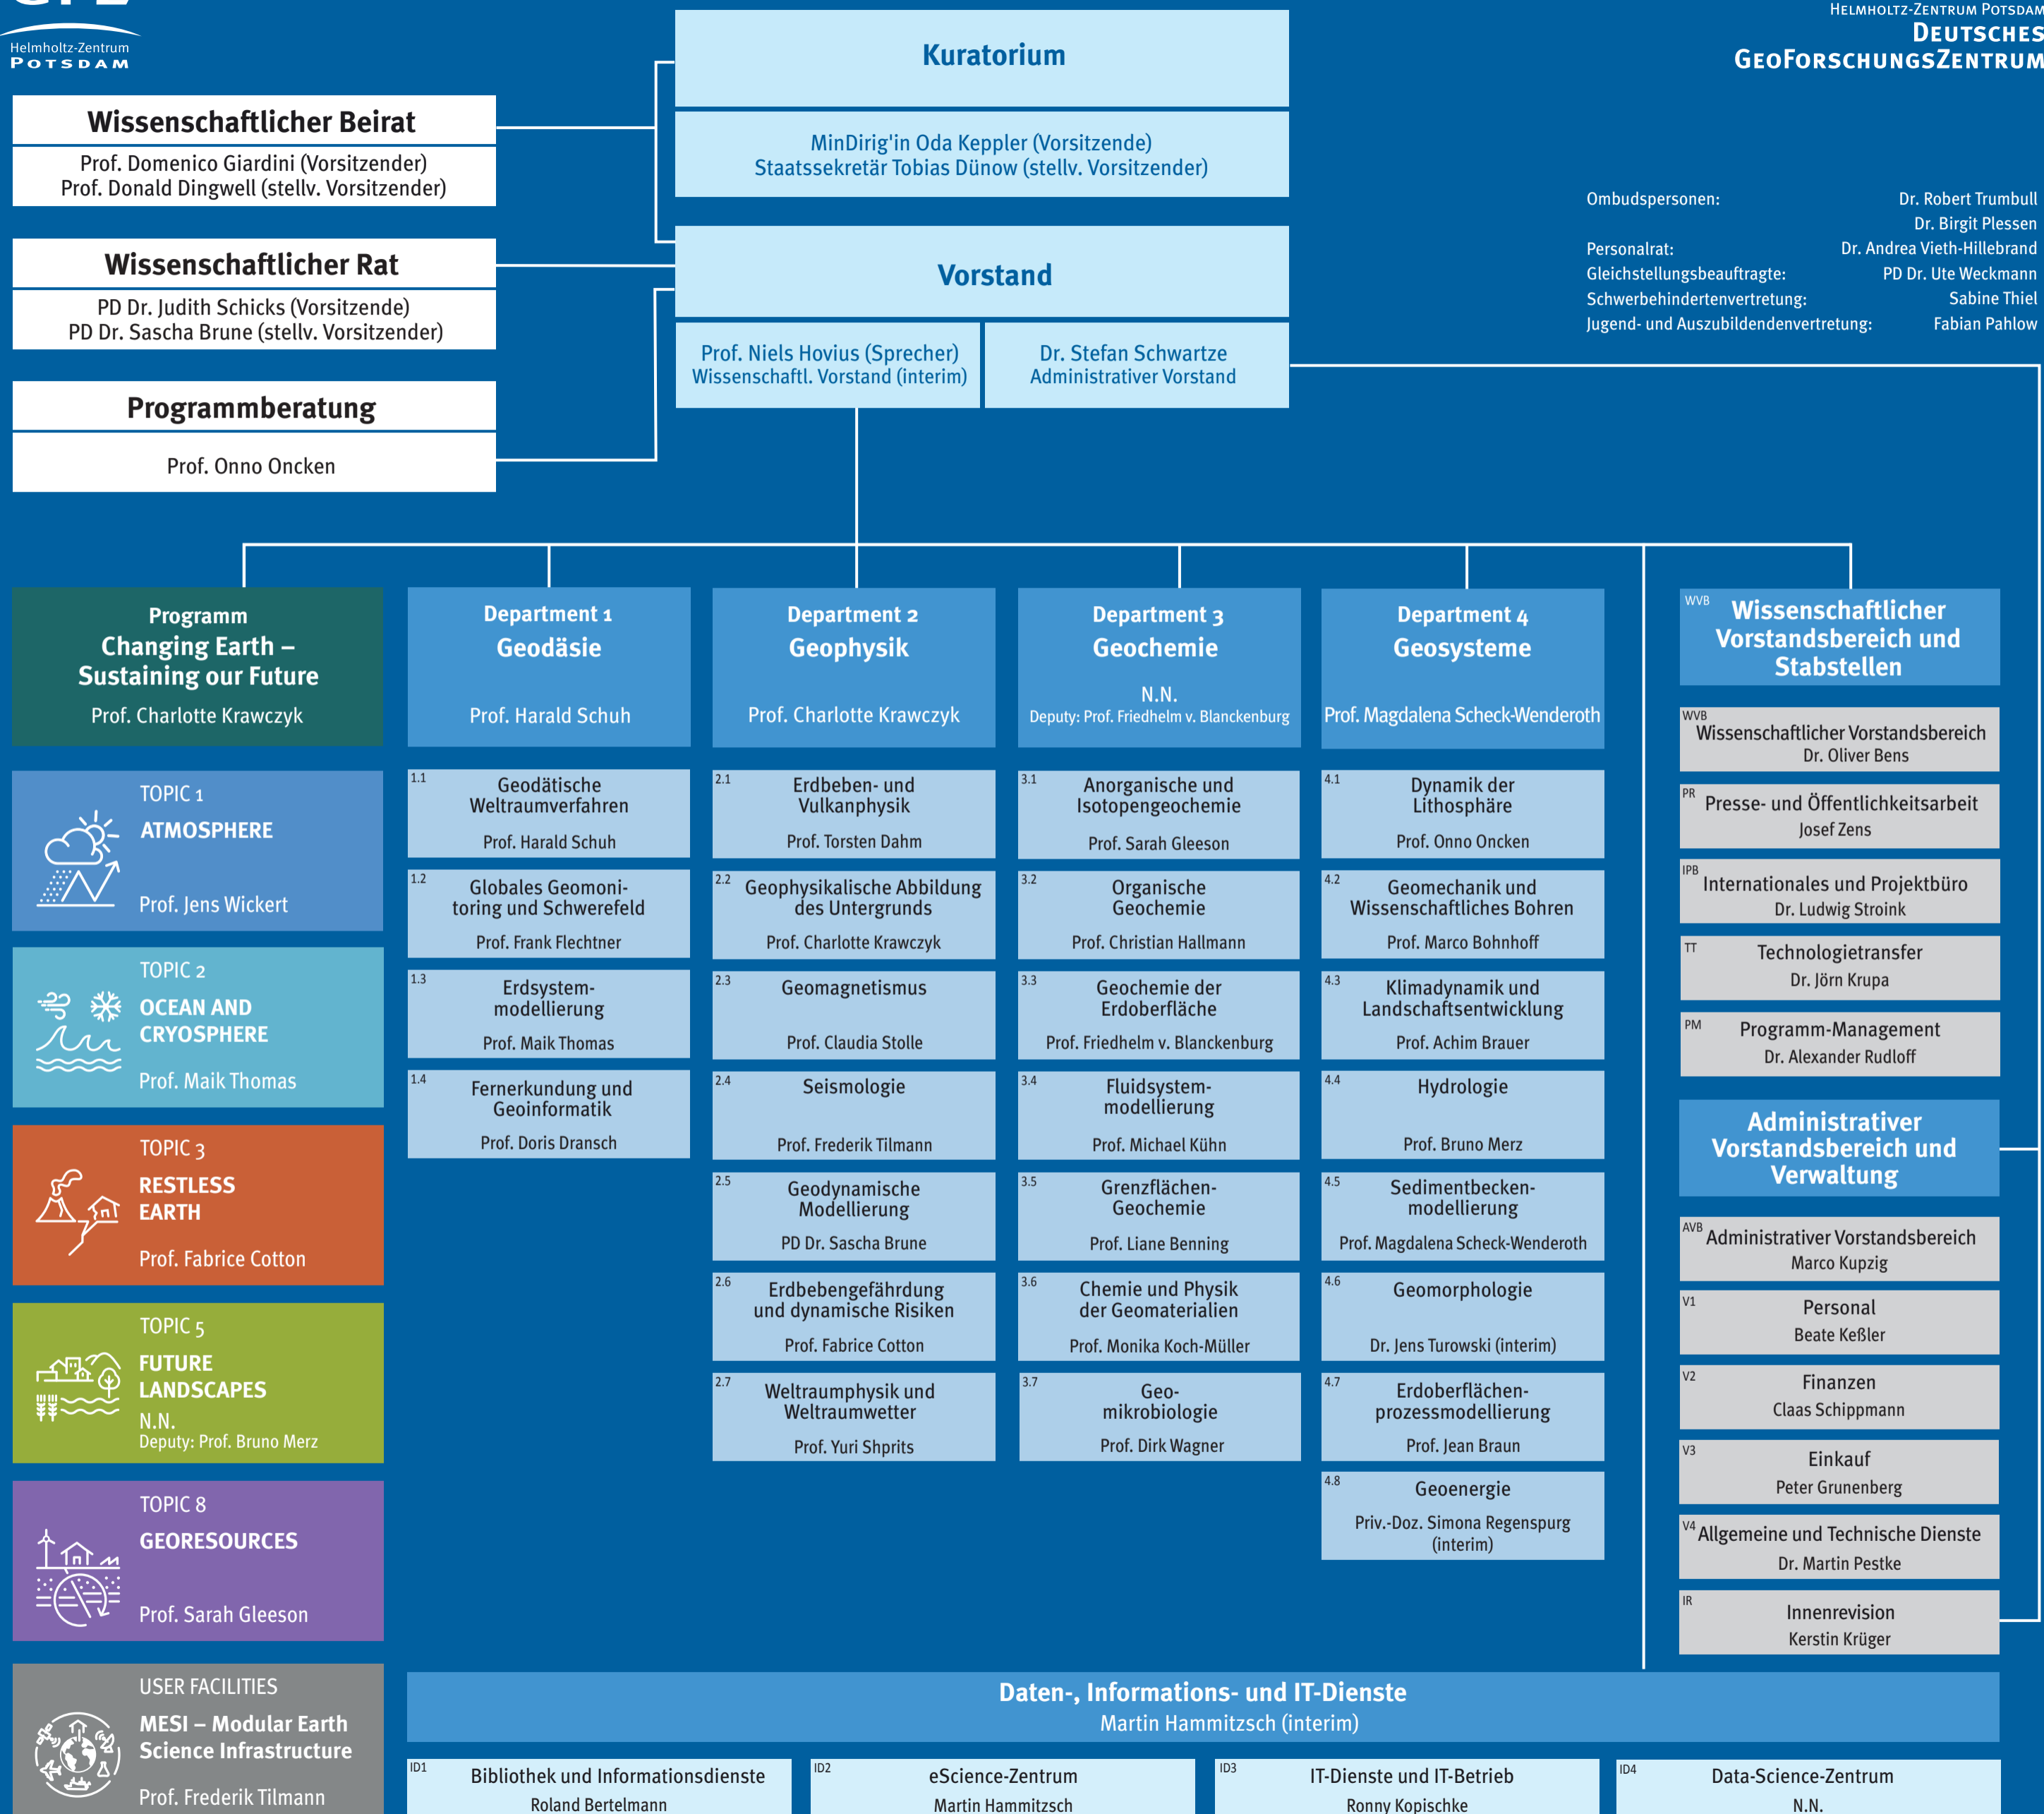 Helmholtz-Zentrum
POTSDAM
HELMHOLTZ-ZENTRUM POTSDAM
DEUTSCHES
GEOFORSCHUNGSZENTRUM
Kuratorium
MinDirig'in Oda Keppler (Vorsitzende)
Staatssekretär Tobias Dünow (stellv. Vorsitzender)
Wissenschaftlicher Beirat
Prof. Domenico Giardini (Vorsitzender)
Prof. Donald Dingwell (stellv. Vorsitzender)
Wissenschaftlicher Rat
PD Dr. Judith Schicks (Vorsitzende)
PD Dr. Sascha Brune (stellv. Vorsitzender)
Programmberatung
Prof. Onno Oncken
Vorstand
Prof. Niels Hovius (Sprecher)
Wissenschaftl. Vorstand (interim)
Dr. Stefan Schwartze
Administrativer Vorstand
Ombudspersonen: Dr. Robert Trumbull
Dr. Birgit Plessen
Personalrat: Dr. Andrea Vieth-Hillebrand
Gleichstellungsbeauftragte: PD Dr. Ute Weckmann
Schwerbehindertenvertretung: Sabine Thiel
Jugend- und Auszubildendenvertretung: Fabian Pahlow
Programm
Changing Earth –
Sustaining our Future
Prof. Charlotte Krawczyk
TOPIC 1
ATMOSPHERE
Prof. Jens Wickert
TOPIC 2
OCEAN AND
CRYOSPHERE
Prof. Maik Thomas
TOPIC 3
RESTLESS
EARTH
Prof. Fabrice Cotton
TOPIC 5
FUTURE
LANDSCAPES
N.N.
Deputy: Prof. Bruno Merz
TOPIC 8
GEORESOURCES
Prof. Sarah Gleeson
USER FACILITIES
MESI – Modular Earth
Science Infrastructure
Prof. Frederik Tilmann
Department 1
Geodäsie
Prof. Harald Schuh
1.1
Geodätische
Weltraumverfahren
Prof. Harald Schuh
1.2
Globales Geomoni-
toring und Schwerefeld
Prof. Frank Flechtner
1.3
Erdsystem-
modellierung
Prof. Maik Thomas
1.4
Fernerkundung und
Geoinformatik
Prof. Doris Dransch
Department 2
Geophysik
Prof. Charlotte Krawczyk
2.1
Erdbeben- und
Vulkanphysik
Prof. Torsten Dahm
2.2
Geophysikalische Abbildung
des Untergrunds
Prof. Charlotte Krawczyk
2.3
Geomagnetismus
Prof. Claudia Stolle
2.4
Seismologie
Prof. Frederik Tilmann
2.5
Geodynamische
Modellierung
PD Dr. Sascha Brune
2.6
Erdbebengefährdung
und dynamische Risiken
Prof. Fabrice Cotton
2.7
Weltraumphysik und
Weltraumwetter
Prof. Yuri Shprits
Department 3
Geochemie
N.N.
Deputy: Prof. Friedhelm v. Blanckenburg
3.1
Anorganische und
Isotopengeochemie
Prof. Sarah Gleeson
3.2
Organische
Geochemie
Prof. Christian Hallmann
3.3
Geochemie der
Erdoberfläche
Prof. Friedhelm v. Blanckenburg
3.4
Fluidsystem-
modellierung
Prof. Michael Kühn
3.5
Grenzflächen-
Geochemie
Prof. Liane Benning
3.6
Chemie und Physik
der Geomaterialien
Prof. Monika Koch-Müller
3.7
Geo-
mikrobiologie
Prof. Dirk Wagner
Department 4
Geosysteme
Prof. Magdalena Scheck-Wenderoth
4.1
Dynamik der
Lithosphäre
Prof. Onno Oncken
4.2
Geomechanik und
Wissenschaftliches Bohren
Prof. Marco Bohnhoff
4.3
Klimadynamik und
Landschaftsentwicklung
Prof. Achim Brauer
4.4
Hydrologie
Prof. Bruno Merz
4.5
Sedimentbecken-
modellierung
Prof. Magdalena Scheck-Wenderoth
4.6
Geomorphologie
Dr. Jens Turowski (interim)
4.7
Erdoberflächen-
prozessmodellierung
Prof. Jean Braun
4.8
Geoenergie
Priv.-Doz. Simona Regenspurg
(interim)
WVB
Wissenschaftlicher
Vorstandsbereich und
Stabstellen
WVB
Wissenschaftlicher Vorstandsbereich
Dr. Oliver Bens
PR
Presse- und Öffentlichkeitsarbeit
Josef Zens
IPB
Internationales und Projektbüro
Dr. Ludwig Stroink
TT
Technologietransfer
Dr. Jörn Krupa
PM
Programm-Management
Dr. Alexander Rudloff
Administrativer
Vorstandsbereich und
Verwaltung
AVB
Administrativer Vorstandsbereich
Marco Kupzig
V1
Personal
Beate Keßler
V2
Finanzen
Claas Schippmann
V3
Einkauf
Peter Grunenberg
V4
Allgemeine und Technische Dienste
Dr. Martin Pestke
IR
Innenrevision
Kerstin Krüger
Daten-, Informations- und IT-Dienste
Martin Hammitzsch (interim)
ID1
Bibliothek und Informationsdienste
Roland Bertelmann
ID2
eScience-Zentrum
Martin Hammitzsch
ID3
IT-Dienste und IT-Betrieb
Ronny Kopischke
ID4
Data-Science-Zentrum
N.N.